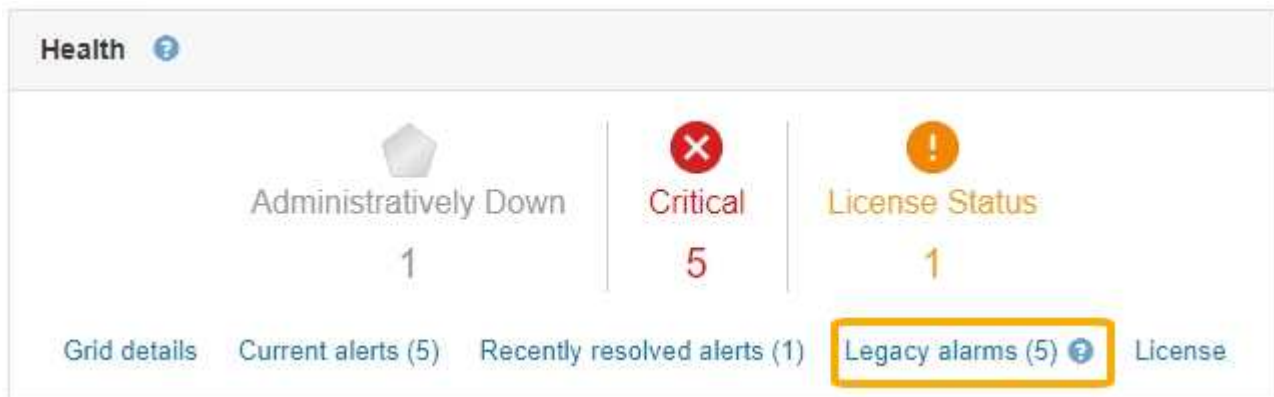 Health ?
Administratively Down Critical License Status
1 5 1
Grid details Current alerts (5) Recently resolved alerts (1) Legacy alarms (5) ? License